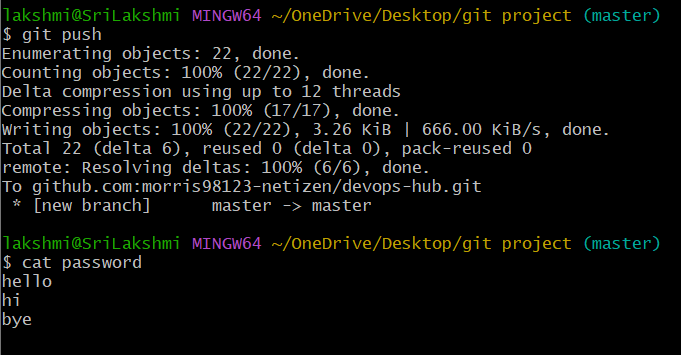 lakshmi@SriLakshmi MINGW64 ~/OneDrive/Desktop/git project (master)
$ git push
Enumerating objects: 22, done.
Counting objects: 100% (22/22), done.
Delta compression using up to 12 threads
Compressing objects: 100% (17/17), done.
Writing objects: 100% (22/22), 3.26 KiB | 666.00 KiB/s, done.
Total 22 (delta 6), reused 0 (delta 0), pack-reused 0
remote: Resolving deltas: 100% (6/6), done.
To github.com:morris98123-netizen/devops-hub.git
 * [new branch]      master -> master

lakshmi@SriLakshmi MINGW64 ~/OneDrive/Desktop/git project (master)
$ cat password
hello
hi
bye